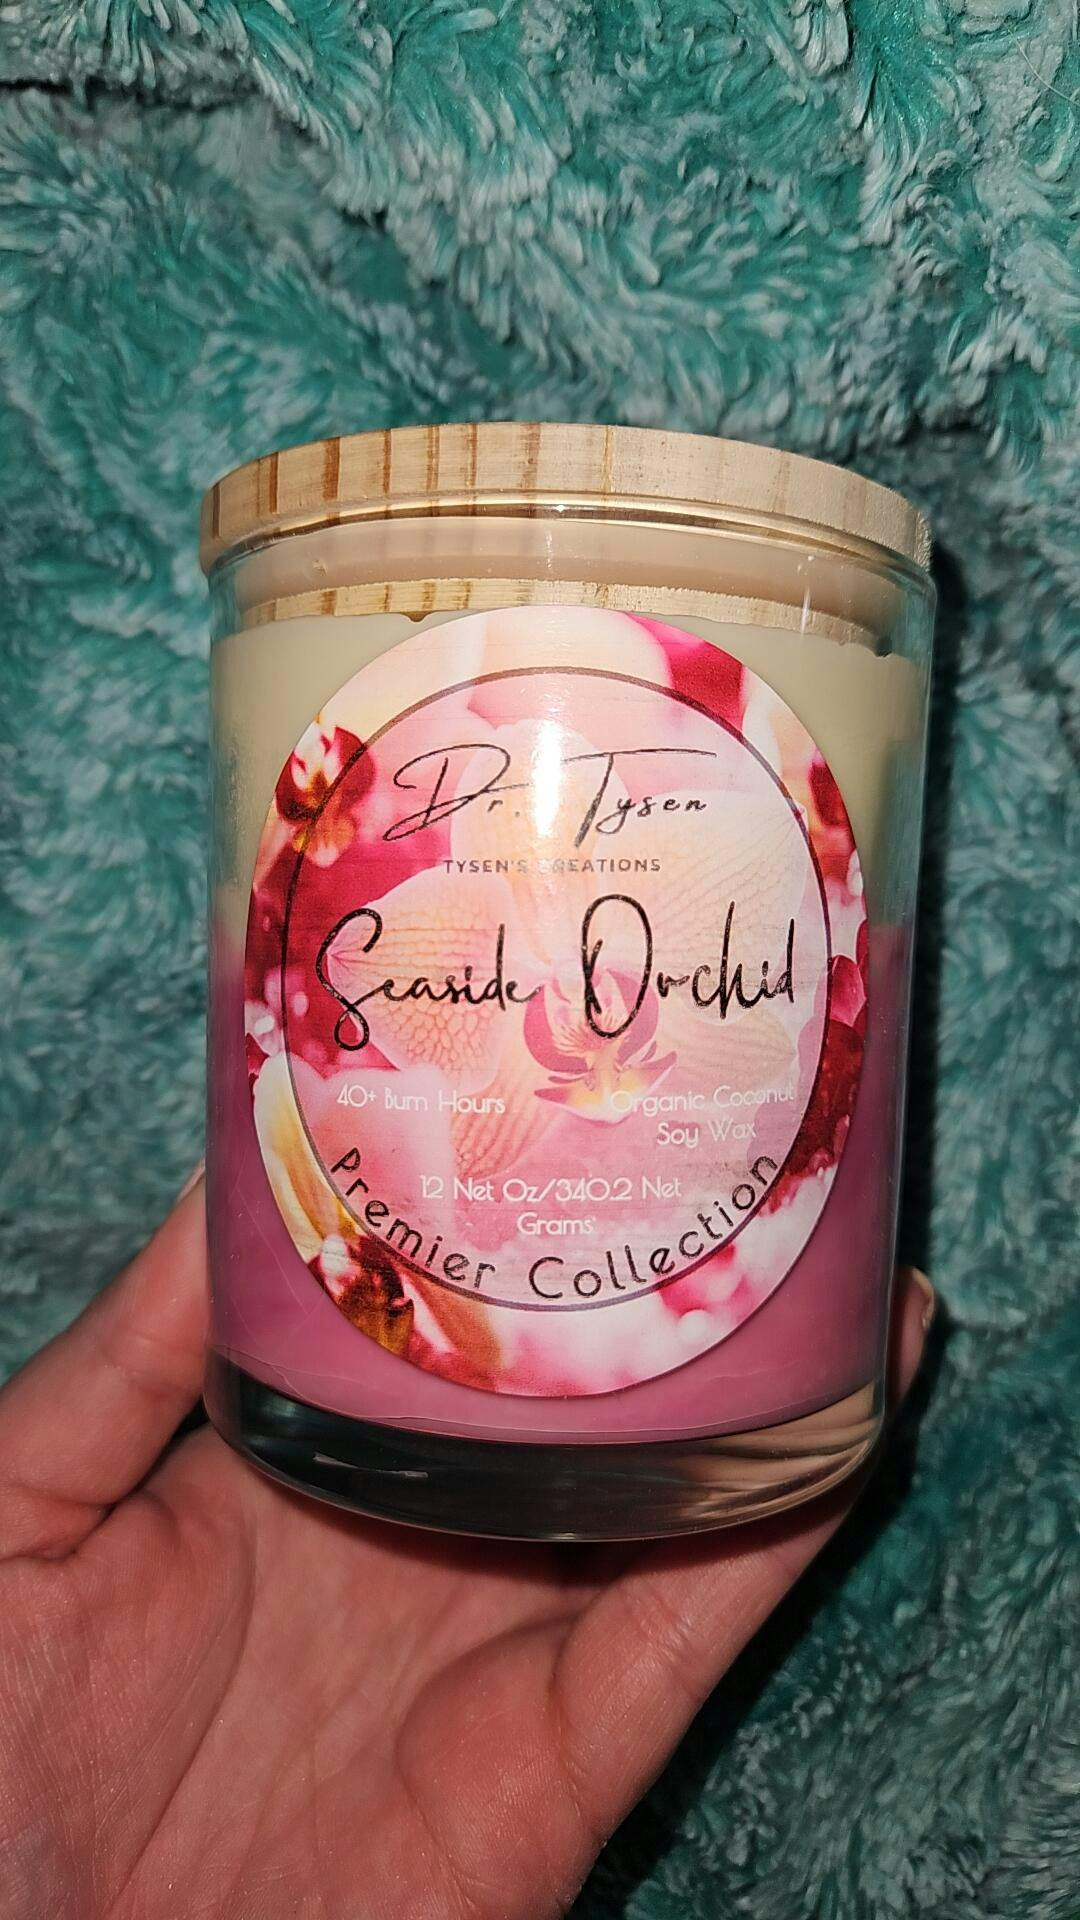 Dr. Tysen
TYSEN'S CREATIONS
Seaside Orchid
40+ Burn Hours
Organic Coconut
Soy Wax
12 Net Oz/340.2 Net
Grams
Premier Collection